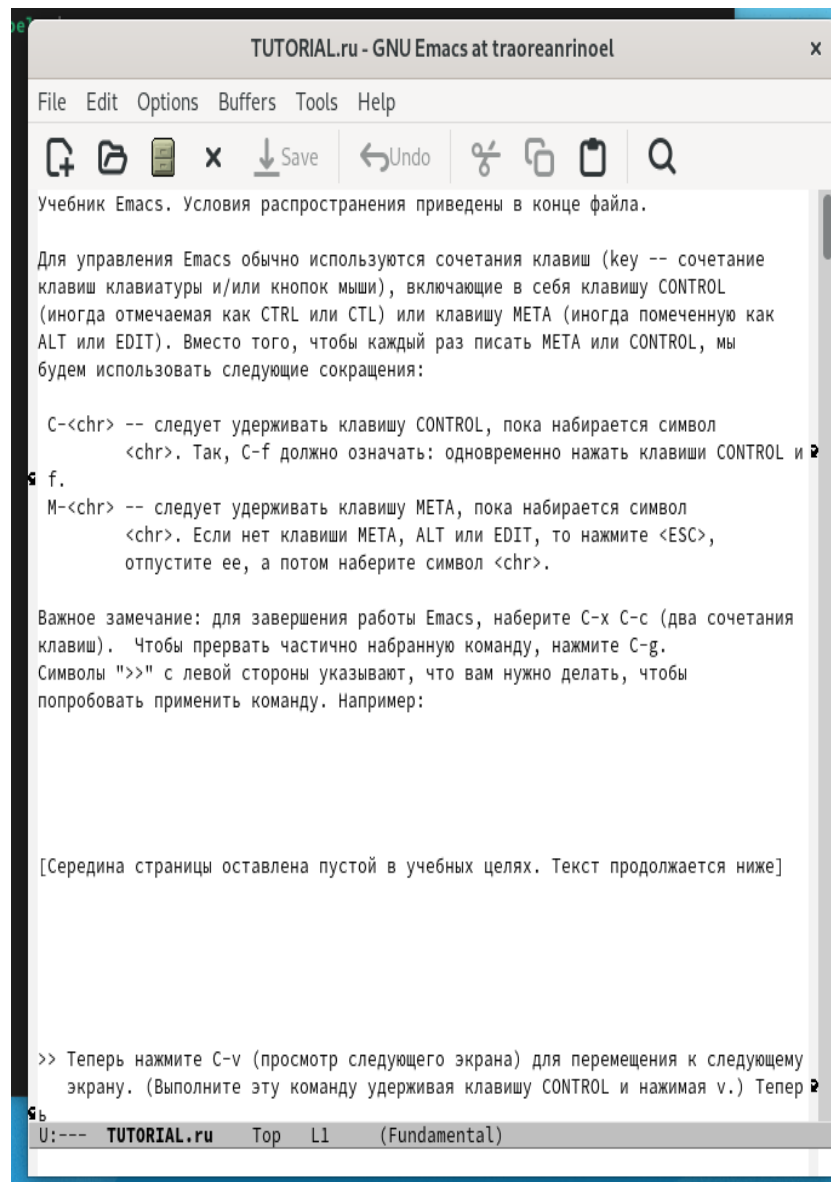 TUTORIAL.ru - GNU Emacs at traoreanrinoel
File Edit Options Buffers Tools Help
Save Undo
Учебник Emacs. Условия распространения приведены в конце файла.
Для управления Emacs обычно используются сочетания клавиш (key -- сочетание
клавиш клавиатуры и/или кнопок мыши), включающие в себя клавишу CONTROL
(иногда отмечаемая как CTRL или CTL) или клавишу META (иногда помеченную как
ALT или EDIT). Вместо того, чтобы каждый раз писать META или CONTROL, мы
будем использовать следующие сокращения:
C-<chr> -- следует удерживать клавишу CONTROL, пока набирается символ
<chr>. Так, C-f должно означать: одновременно нажать клавиши CONTROL и
f.
M-<chr> -- следует удерживать клавишу META, пока набирается символ
<chr>. Если нет клавиши META, ALT или EDIT, то нажмите <ESC>,
отпустите ее, а потом наберите символ <chr>.
Важное замечание: для завершения работы Emacs, наберите C-x C-c (два сочетания
клавиш).  Чтобы прервать частично набранную команду, нажмите C-g.
Символы ">>" с левой стороны указывают, что вам нужно делать, чтобы
попробовать применить команду. Например:
[Середина страницы оставлена пустой в учебных целях. Текст продолжается ниже]
>> Теперь нажмите C-v (просмотр следующего экрана) для перемещения к следующему
экрану. (Выполните эту команду удерживая клавишу CONTROL и нажимая v.) Тепер
ь
U:--- TUTORIAL.ru Top L1 (Fundamental)